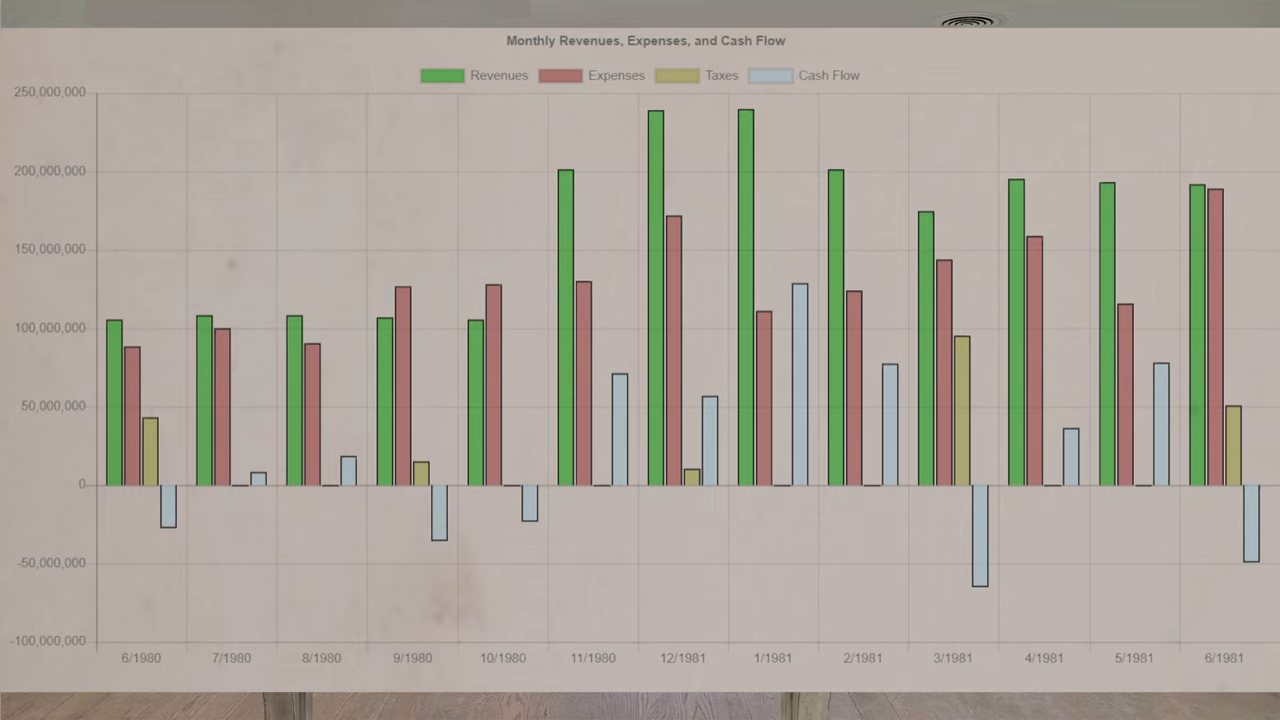 Monthly Revenues, Expenses, and Cash Flow
Revenues Expenses Taxes Cash Flow
250,000,000
200,000,000
150,000,000
100,000,000
50,000,000
0
-50,000,000
-100,000,000
6/1980 7/1980 8/1980 9/1980 10/1980 11/1980 12/1981 1/1981 2/1981 3/1981 4/1981 5/1981 6/1981